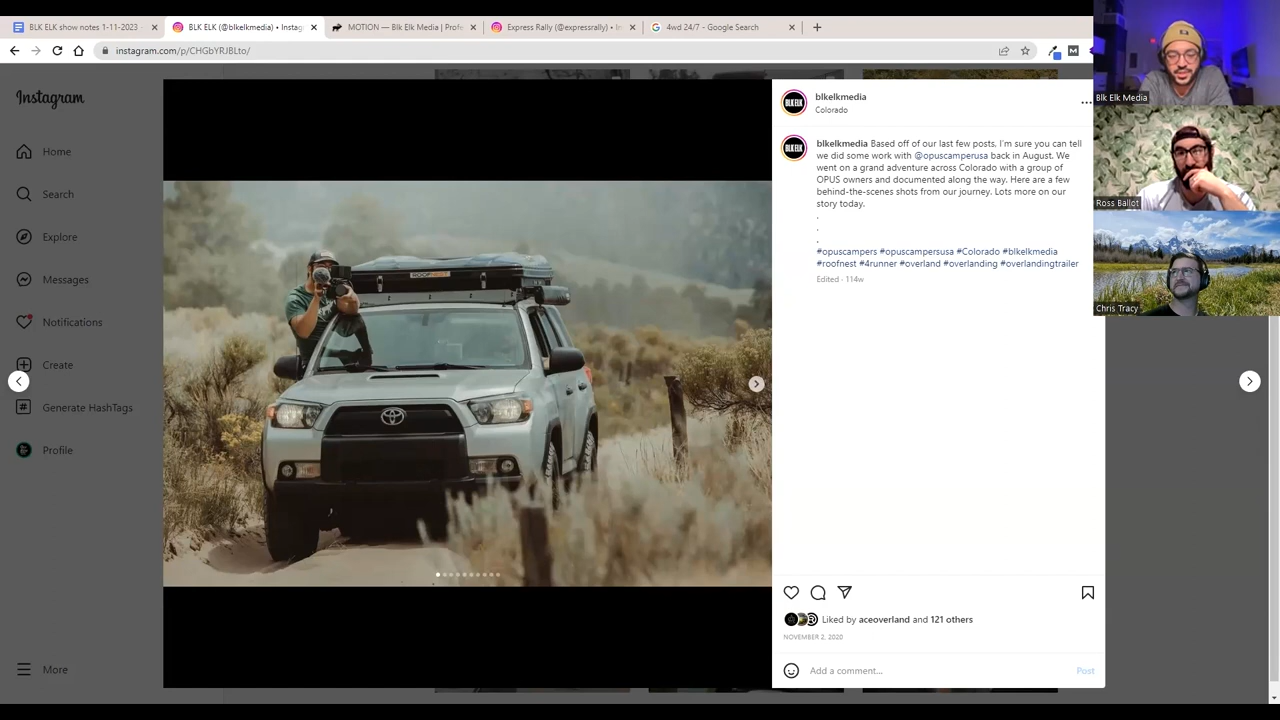 BLK ELK show notes 1-11-2023
BLK ELK (@blkelkmedia) • Instag
MOTION — Blk Elk Media | Profe
Express Rally (@expressrally) • In
4wd 24/7 - Google Search
instagram.com/p/CHGbYRJBLto/
Instagram
Home
Search
Explore
Messages
Notifications
Create
Generate HashTags
Profile
More
blkelkmedia
Colorado
blkelkmedia Based off of our last few posts, I'm sure you can tell
we did some work with @opuscamperusa back in August. We
went on a grand adventure across Colorado with a group of
OPUS owners and documented along the way. Here are a few
behind-the-scenes shots from our journey. Lots more on our
story today.
.
.
.
#opuscampers #opuscampersusa #Colorado #blkelkmedia
#roofnest #4runner #overland #overlanding #overlandingtrailer
Edited · 114w
Liked by aceoverland and 121 others
NOVEMBER 2, 2020
Add a comment...
Post
BLK ELK
BLK ELK
Blk Elk Media
Ross Ballot
Chris Tracy